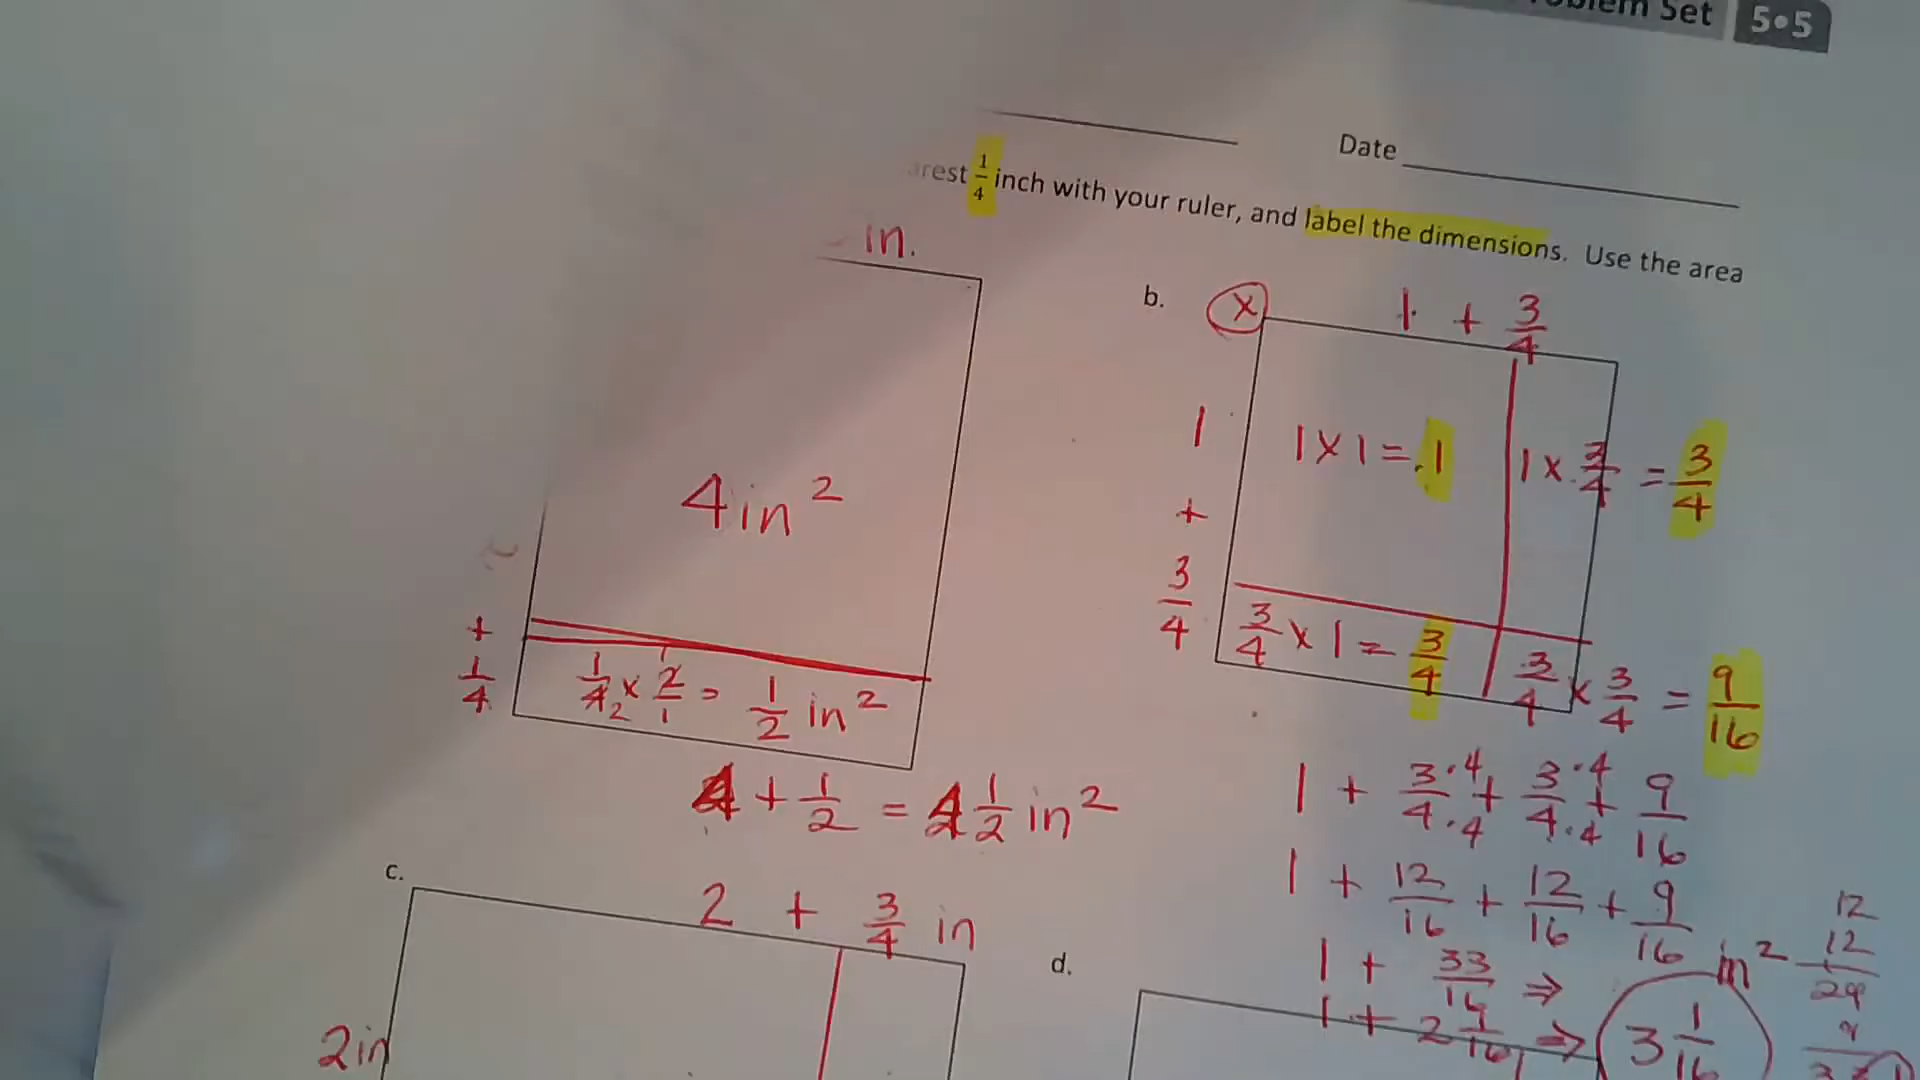 Problem Set 5•5
Date
1/4 inch with your ruler, and label the dimensions. Use the area
in.
4 in²
+ 1/4
1/4 x 2/1 = 1/2 in²
4 + 1/2 = 4 1/2 in²
b.
x 1 + 3/4
1 + 3/4
1 x 1 = 1
1 x 3/4 = 3/4
3/4 x 1 = 3/4
3/4 x 3/4 = 9/16
1 + 3·4/4·4 + 3·4/4·4 + 9/16
1 + 12/16 + 12/16 + 9/16
1 + 33/16 ⇒
1 + 2 1/16 ⇒ 3 1/16 in²
12
12
c.
2 + 3/4 in
2in
d.